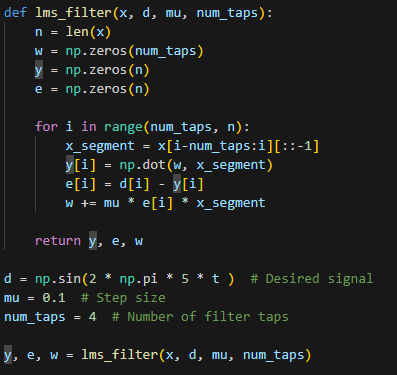 def lms_filter(x, d, mu, num_taps):
    n = len(x)
    w = np.zeros(num_taps)
    y = np.zeros(n)
    e = np.zeros(n)

    for i in range(num_taps, n):
        x_segment = x[i-num_taps:i][::-1]
        y[i] = np.dot(w, x_segment)
        e[i] = d[i] - y[i]
        w += mu * e[i] * x_segment

    return y, e, w

d = np.sin(2 * np.pi * 5 * t )  # Desired signal
mu = 0.1  # Step size
num_taps = 4  # Number of filter taps

y, e, w = lms_filter(x, d, mu, num_taps)